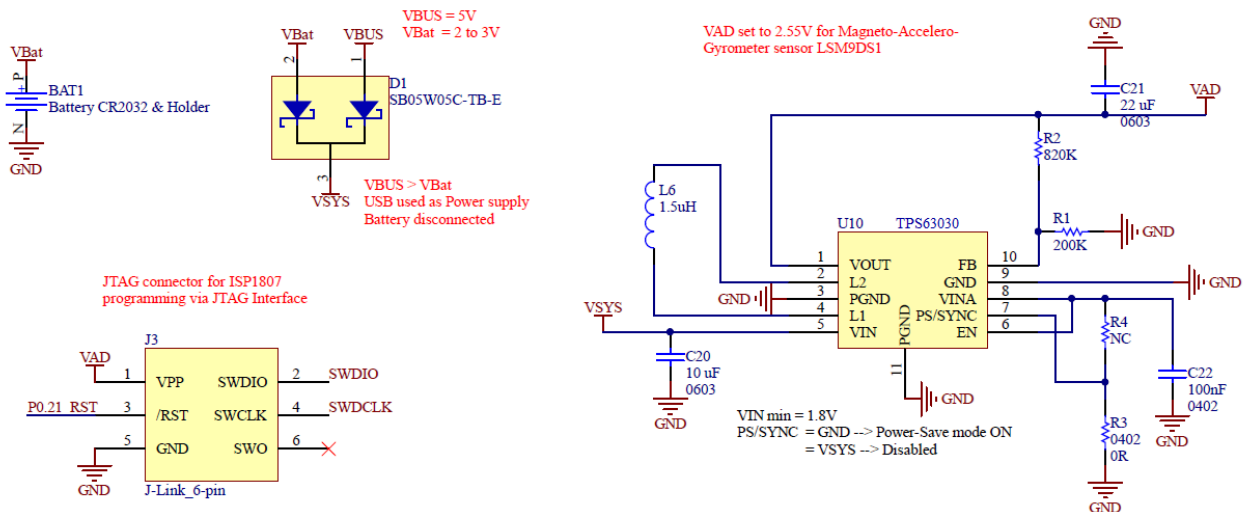 VBat
P
BAT1
Battery CR2032 & Holder
N
GND
VBUS = 5V
VBat = 2 to 3V
VBat
VBUS
2
1
D1
SB05W05C-TB-E
3
VSYS
VBUS > VBat
USB used as Power supply
Battery disconnected
JTAG connector for ISP1807
programming via JTAG Interface
J3
VAD
1
VPP
SWDIO
2
SWDIO
P0.21_RST
3
/RST
SWCLK
4
SWDCLK
5
GND
SWO
6
GND
J-Link_6-pin
VAD set to 2.55V for Magneto-Accelero-
Gyrometer sensor LSM9DS1
GND
C21
22 uF
0603
VAD
R2
820K
L6
1.5uH
R1
200K
GND
U10
TPS63030
1
VOUT
FB
10
2
L2
GND
9
GND
GND
3
PGND
VINA
8
4
L1
PS/SYNC
7
VSYS
5
VIN
EN
6
PGND
11
GND
C20
10 uF
0603
GND
R4
NC
C22
100nF
0402
GND
R3
0402
0R
GND
VIN min = 1.8V
PS/SYNC = GND --> Power-Save mode ON
= VSYS --> Disabled